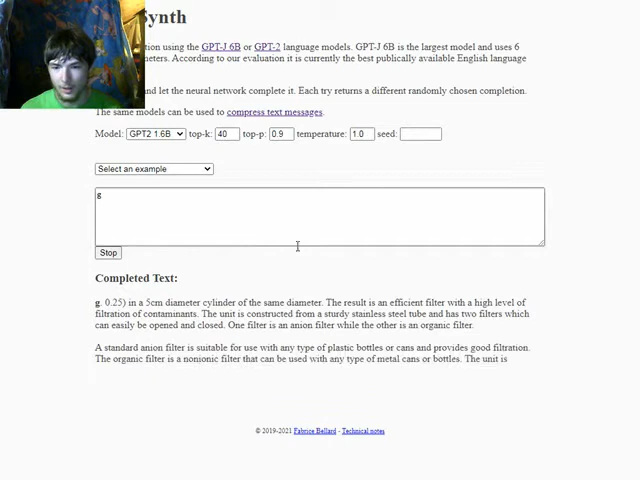 Synth
tion using the GPT-J 6B or GPT-2 language models. GPT-J 6B is the largest model and uses 6
meters. According to our evaluation it is currently the best publically available English language
and let the neural network complete it. Each try returns a different randomly chosen completion.
The same models can be used to compress text messages.
Model: GPT2 1.6B top-k: 40 top-p: 0.9 temperature: 1.0 seed:
Select an example
g
Stop
Completed Text:
g. 0.25) in a 5cm diameter cylinder of the same diameter. The result is an efficient filter with a high level of
filtration of contaminants. The unit is constructed from a sturdy stainless steel tube and has two filters which
can easily be opened and closed. One filter is an anion filter while the other is an organic filter.
A standard anion filter is suitable for use with any type of plastic bottles or cans and provides good filtration.
The organic filter is a nonionic filter that can be used with any type of metal cans or bottles. The unit is
© 2019-2021 Fabrice Bellard - Technical notes